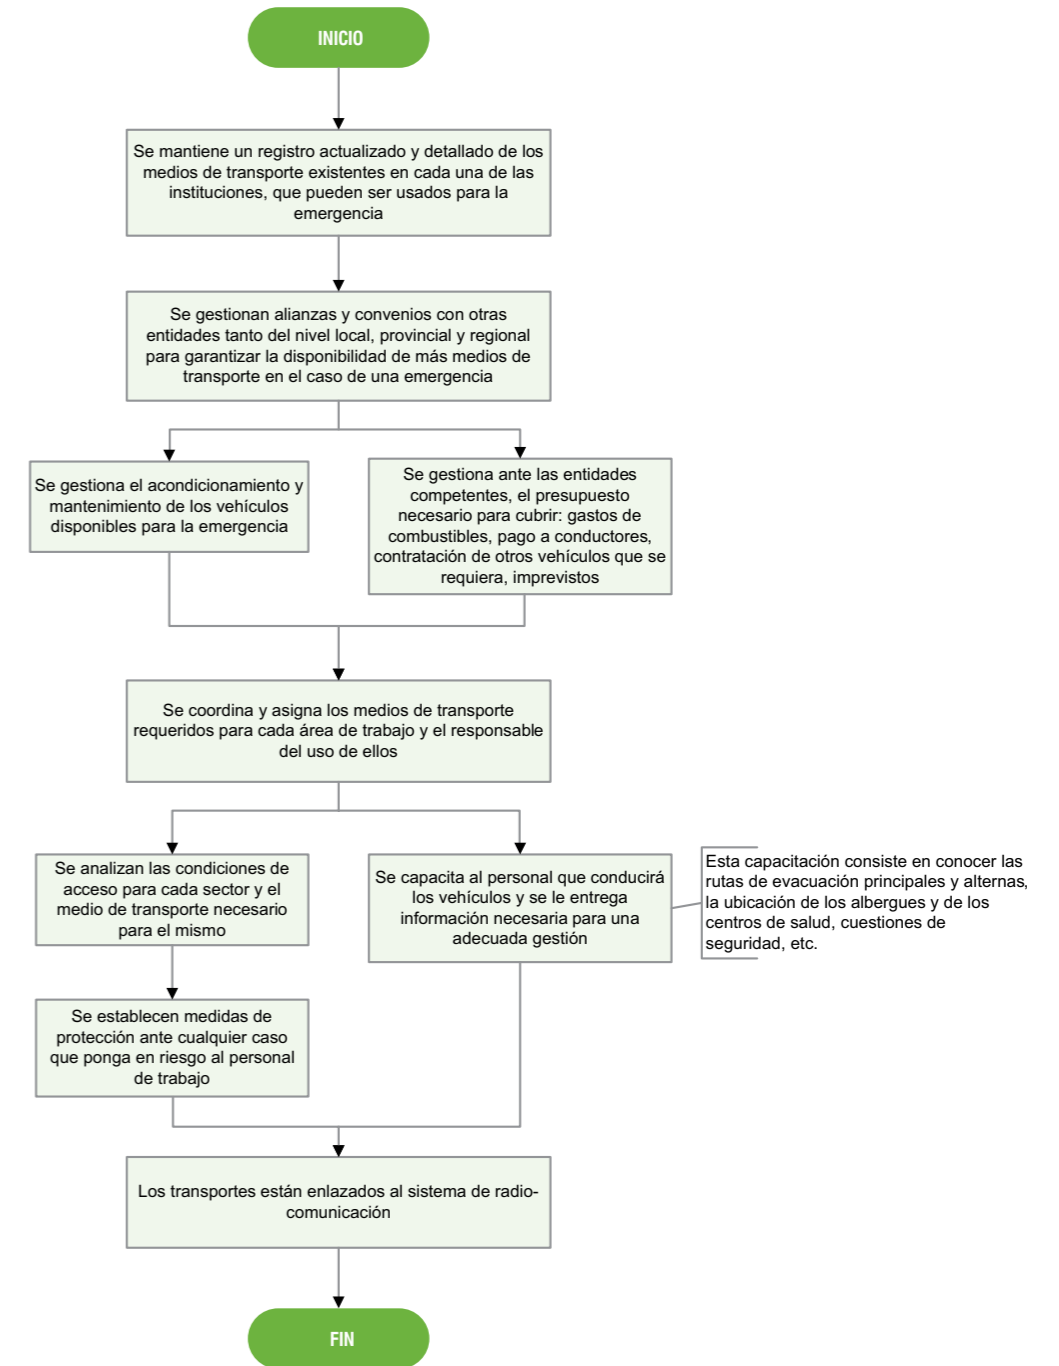 INICIO
Se mantiene un registro actualizado y detallado de los
medios de transporte existentes en cada una de las
instituciones, que pueden ser usados para la
emergencia
Se gestionan alianzas y convenios con otras
entidades tanto del nivel local, provincial y regional
para garantizar la disponibilidad de más medios de
transporte en el caso de una emergencia
Se gestiona el acondicionamiento y
mantenimiento de los vehículos
disponibles para la emergencia
Se gestiona ante las entidades
competentes, el presupuesto
necesario para cubrir: gastos de
combustibles, pago a conductores,
contratación de otros vehículos que se
requiera, imprevistos
Se coordina y asigna los medios de transporte
requeridos para cada área de trabajo y el responsable
del uso de ellos
Se analizan las condiciones de
acceso para cada sector y el
medio de transporte necesario
para el mismo
Se capacita al personal que conducirá
los vehículos y se le entrega
información necesaria para una
adecuada gestión
Esta capacitación consiste en conocer las
rutas de evacuación principales y alternas,
la ubicación de los albergues y de los
centros de salud, cuestiones de
seguridad, etc.
Se establecen medidas de
protección ante cualquier caso
que ponga en riesgo al personal
de trabajo
Los transportes están enlazados al sistema de radio-
comunicación
FIN